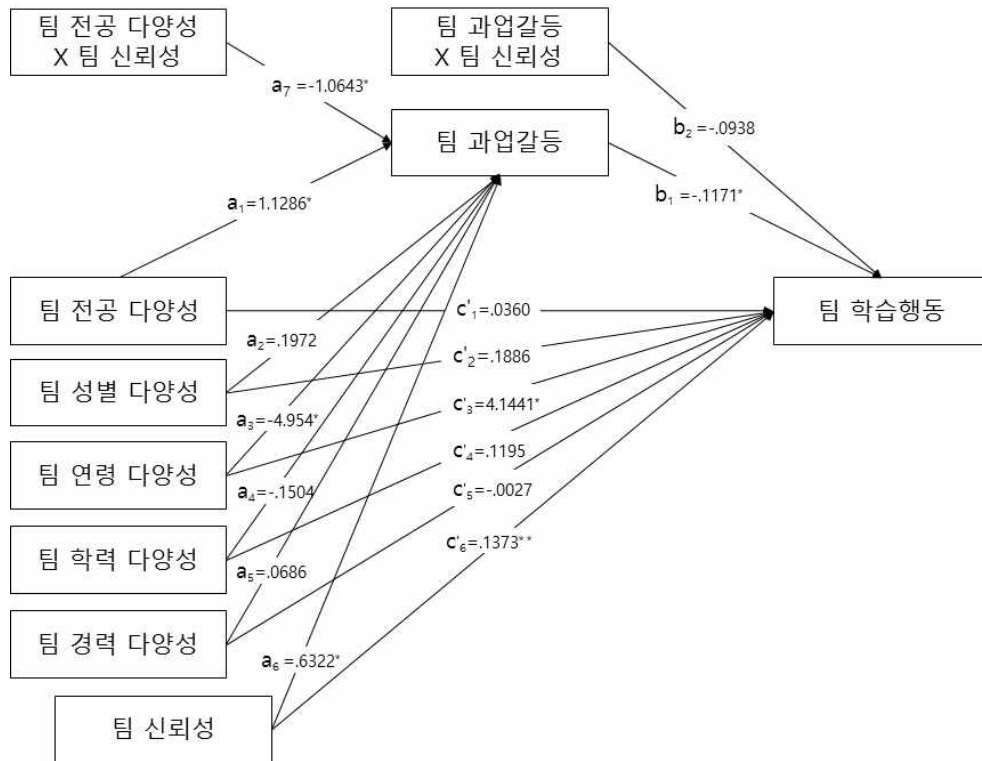 팀 전공 다양성
X 팀 신뢰성
팀 과업갈등
X 팀 신뢰성
a₇ =-1.0643*
b₂ =-.0938
팀 과업갈등
a₁ =1.1286*
b₁ =-.1171*
팀 전공 다양성
c'₁ =.0360
팀 학습행동
a₂ =.1972
c'₂ =.1886
팀 성별 다양성
a₃ =-4.954*
c'₃ =4.1441*
팀 연령 다양성
c'₄ =.1195
a₄ =-.1504
c'₅ =-.0027
팀 학력 다양성
c'₆ =.1373**
a₅ =.0686
팀 경력 다양성
a₆ =.6322*
팀 신뢰성